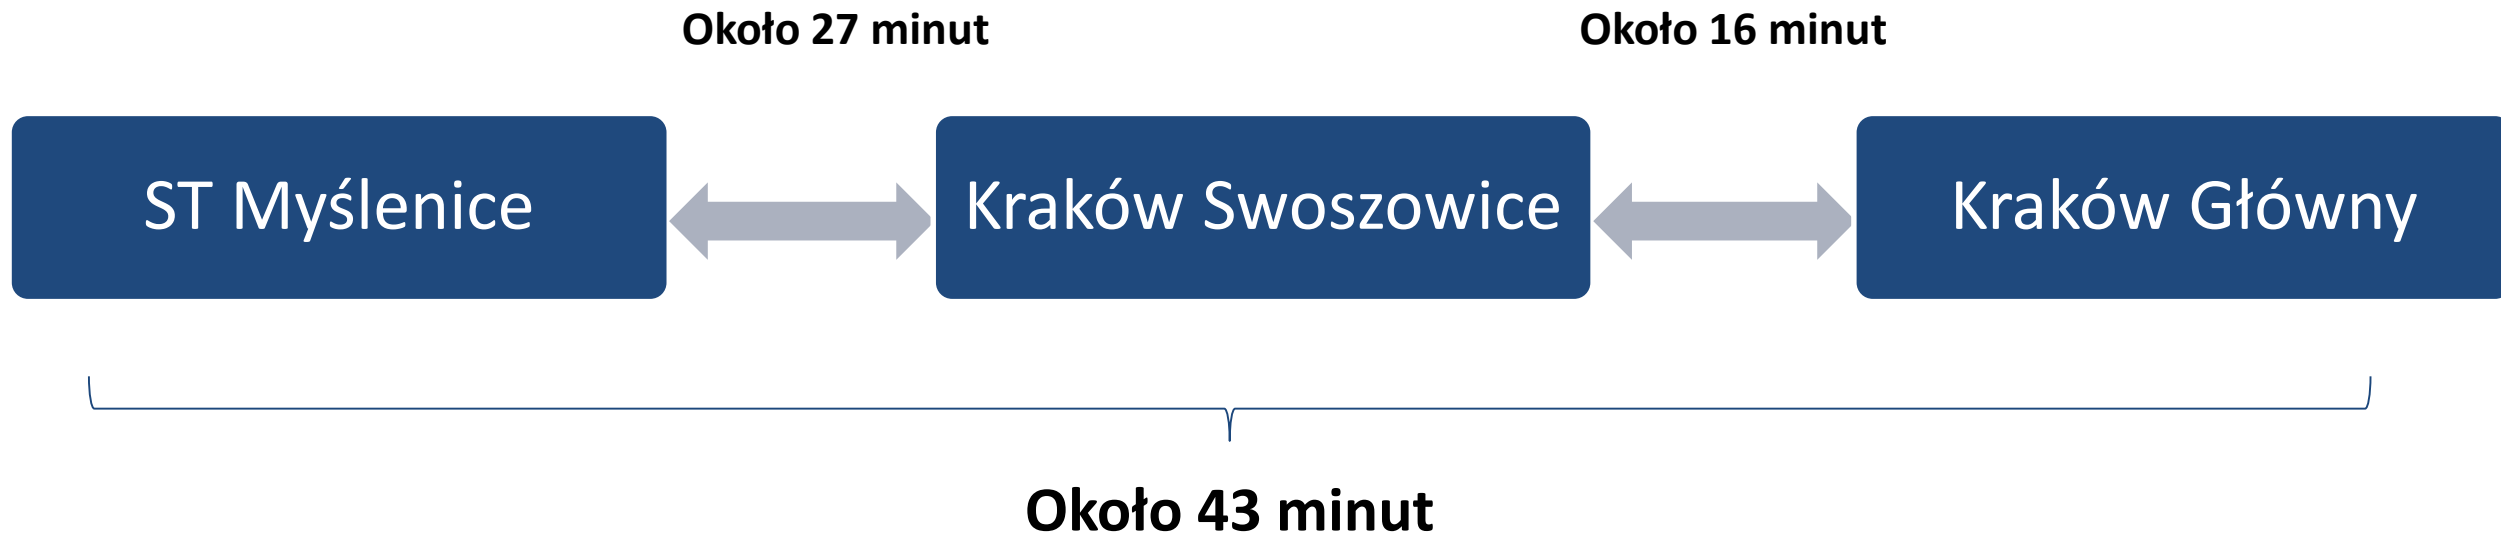 Około 27 minut
Około 16 minut
ST Myślenice
Kraków Swoszowice
Kraków Główny
Około 43 minut